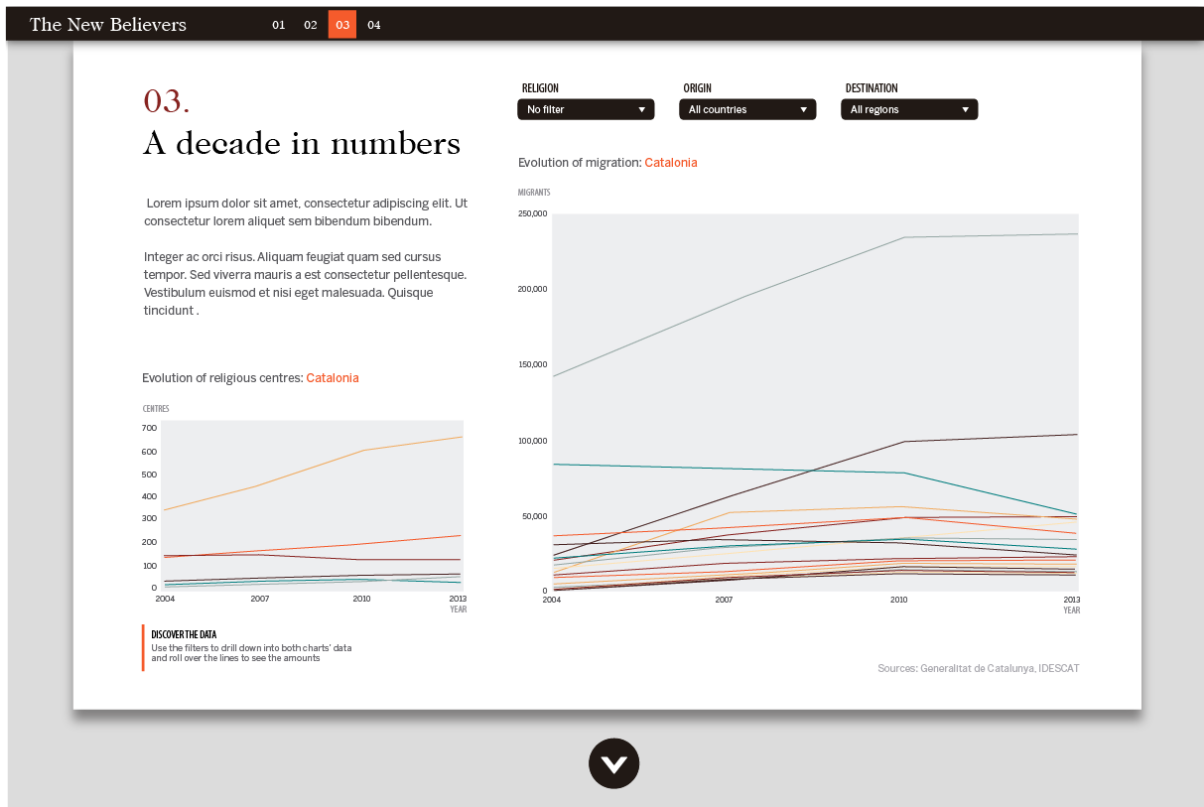 The New Believers
01 02 03 04
03.
A decade in numbers
Lorem ipsum dolor sit amet, consectetur adipiscing elit. Ut
consectetur lorem aliquet sem bibendum bibendum.
Integer ac orci risus. Aliquam feugiat quam sed cursus
tempor. Sed viverra mauris a est consectetur pellentesque.
Vestibulum euismod et nisi eget malesuada. Quisque
tincidunt .
Evolution of religious centres: Catalonia
CENTRES
700
600
500
400
300
200
100
0
2004 2007 2010 2013
YEAR
DISCOVER THE DATA
Use the filters to drill down into both charts' data
and roll over the lines to see the amounts
RELIGION ORIGIN DESTINATION
No filter All countries All regions
Evolution of migration: Catalonia
MIGRANTS
250,000
200,000
150,000
100,000
50,000
0
2004 2007 2010 2013
YEAR
Sources: Generalitat de Catalunya, IDESCAT